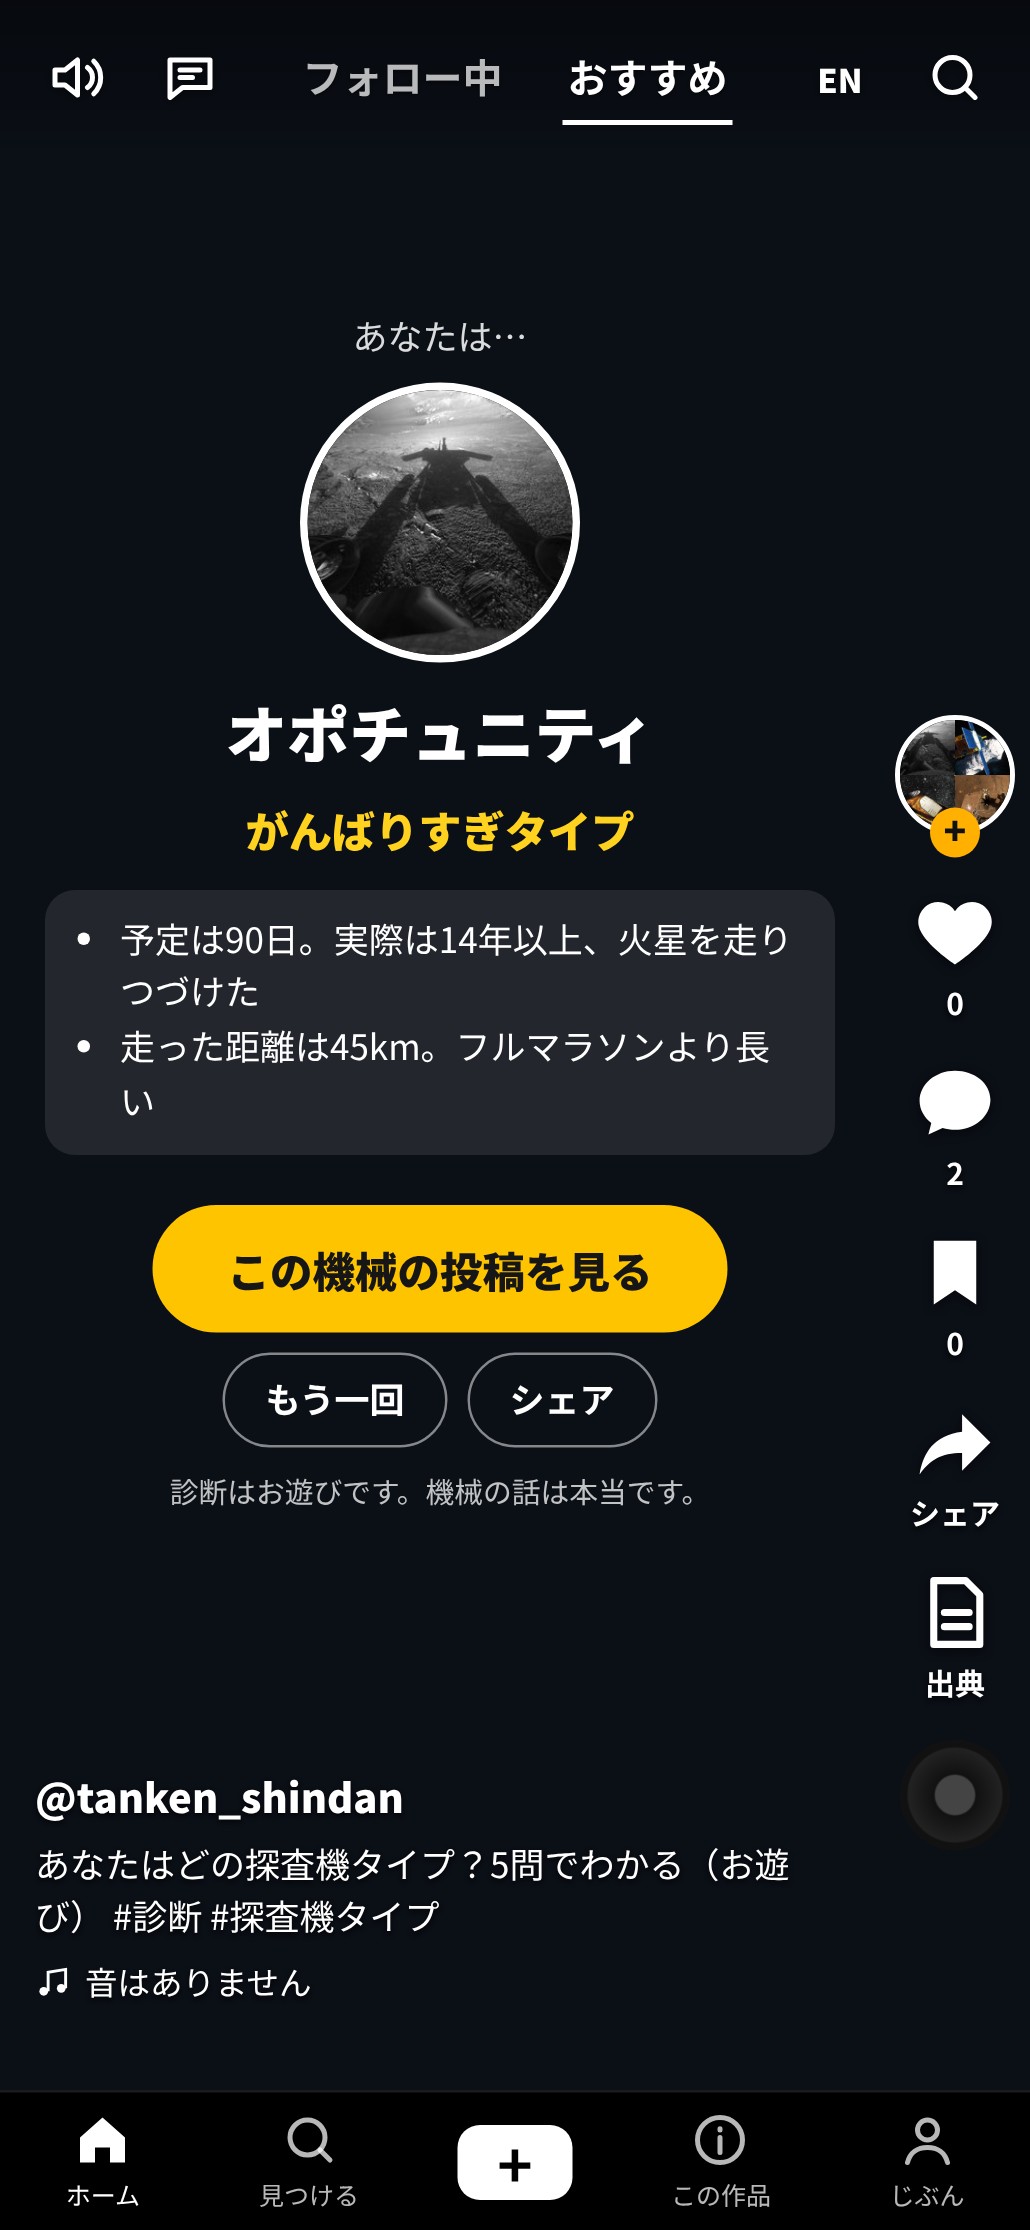 フォロー中
おすすめ
EN
あなたは…
オポチュニティ
がんばりすぎタイプ
• 予定は90日。実際は14年以上、火星を走り
つづけた
• 走った距離は45km。フルマラソンより長
い
この機械の投稿を見る
もう一回
シェア
診断はお遊びです。機械の話は本当です。
0
2
0
シェア
出典
@tanken_shindan
あなたはどの探査機タイプ？5問でわかる（お遊
び） #診断 #探査機タイプ
音はありません
ホーム
見つける
この作品
じぶん